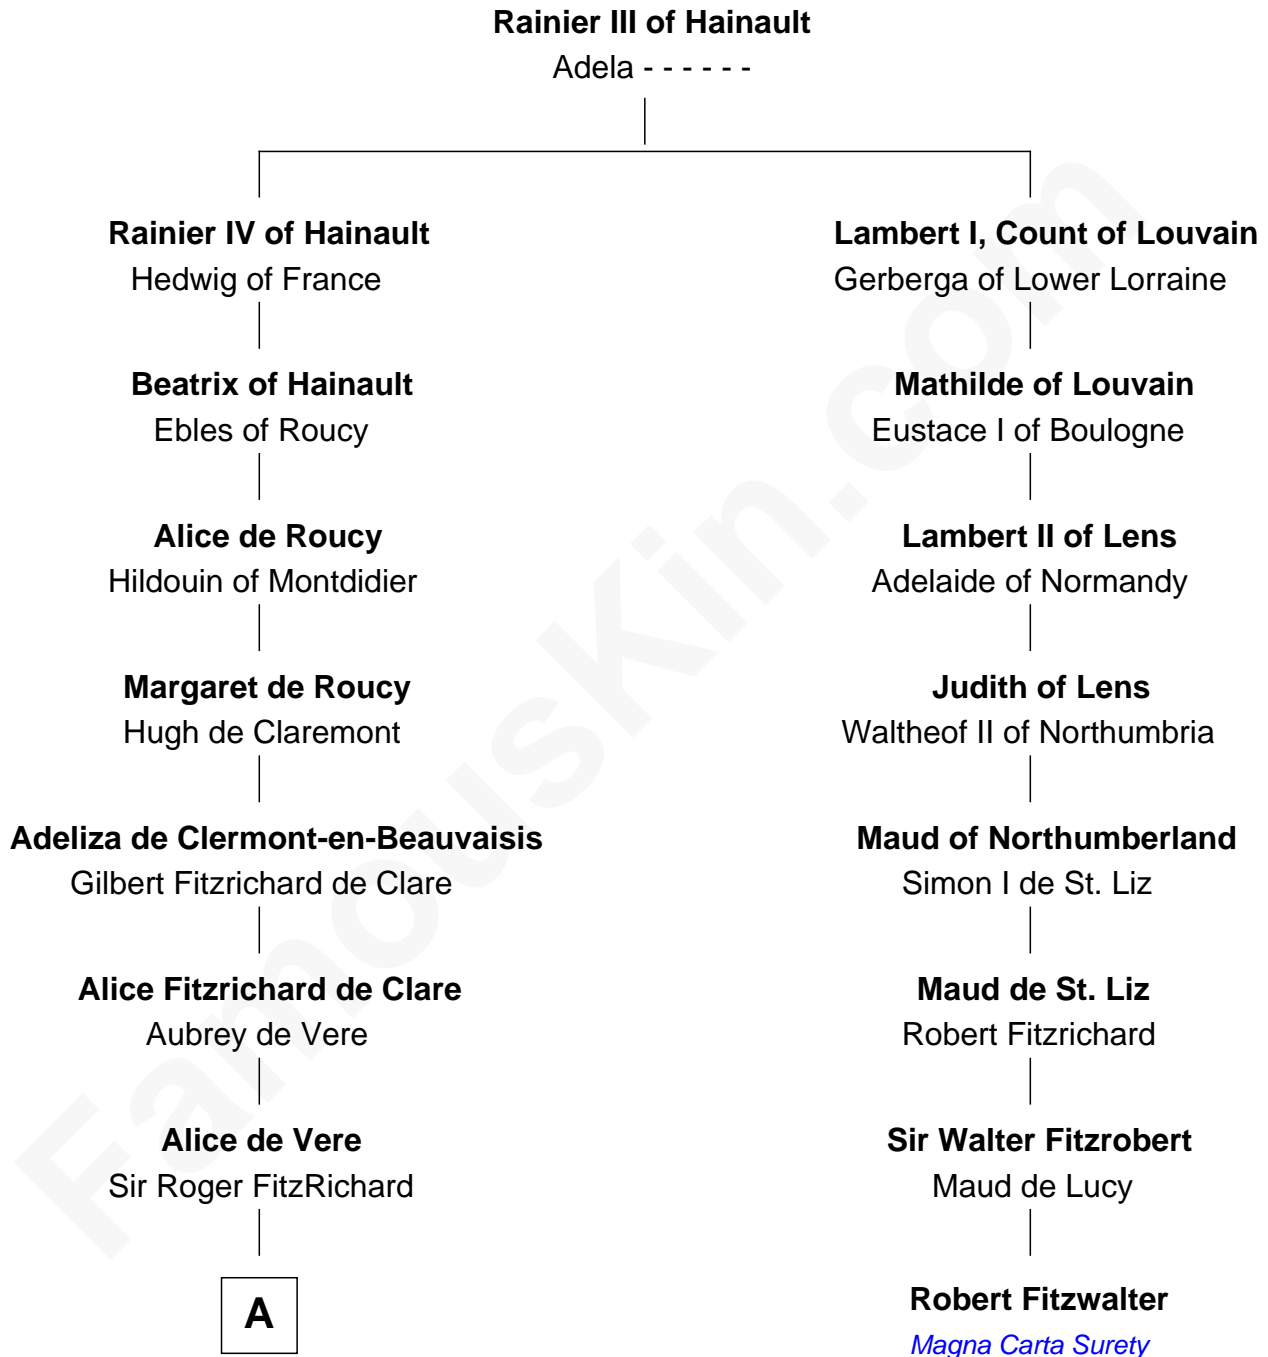 Rainier III of Hainault
Adela - - - - - -
Rainier IV of Hainault
Hedwig of France
Lambert I, Count of Louvain
Gerberga of Lower Lorraine
Beatrix of Hainault
Ebles of Roucy
Mathilde of Louvain
Eustace I of Boulogne
Alice de Roucy
Hildouin of Montdidier
Lambert II of Lens
Adelaide of Normandy
Margaret de Roucy
Hugh de Claremont
Judith of Lens
Waltheof II of Northumbria
Adeliza de Clermont-en-Beauvaisis
Gilbert Fitzrichard de Clare
Maud of Northumberland
Simon I de St. Liz
Alice Fitzrichard de Clare
Aubrey de Vere
Maud de St. Liz
Robert Fitzrichard
Alice de Vere
Sir Roger FitzRichard
Sir Walter Fitzrobert
Maud de Lucy
A
Robert Fitzwalter
Magna Carta Surety
FamousKin.com